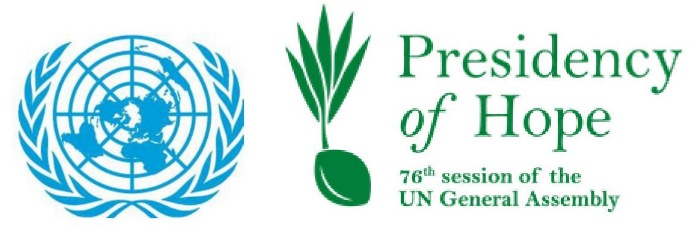 Presidency
of Hope
76th session of the
UN General Assembly